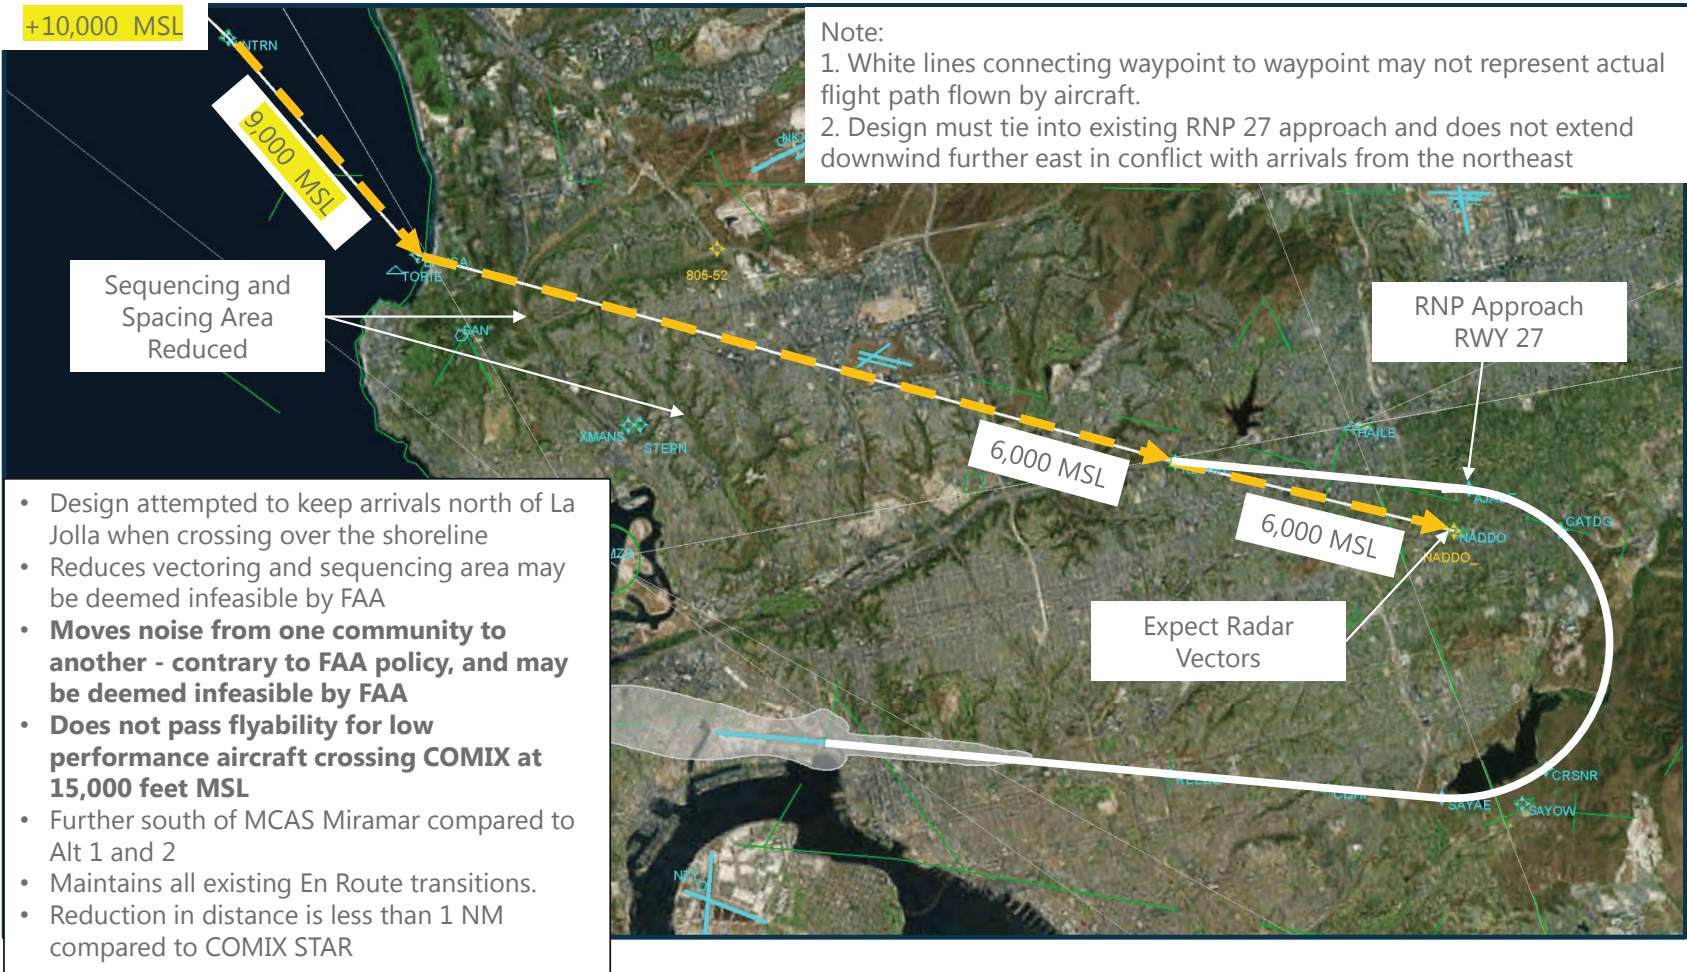 +10,000 MSL
Note:
1. White lines connecting waypoint to waypoint may not represent actual
flight path flown by aircraft.
2. Design must tie into existing RNP 27 approach and does not extend
downwind further east in conflict with arrivals from the northeast
9,000 MSL
TORIE
805-52
Sequencing and
Spacing Area
Reduced
SAN
RNP Approach
RWY 27
XMANS
STEPN
HAILE
6,000 MSL
6,000 MSL
CATDG
NADDO
NADDO_
Expect Radar
Vectors
• Design attempted to keep arrivals north of La
Jolla when crossing over the shoreline
• Reduces vectoring and sequencing area may
be deemed infeasible by FAA
• Moves noise from one community to
another - contrary to FAA policy, and may
be deemed infeasible by FAA
• Does not pass flyability for low
performance aircraft crossing COMIX at
15,000 feet MSL
• Further south of MCAS Miramar compared to
Alt 1 and 2
• Maintains all existing En Route transitions.
• Reduction in distance is less than 1 NM
compared to COMIX STAR
CRSNR
SAYAE
SAYOW
NZY